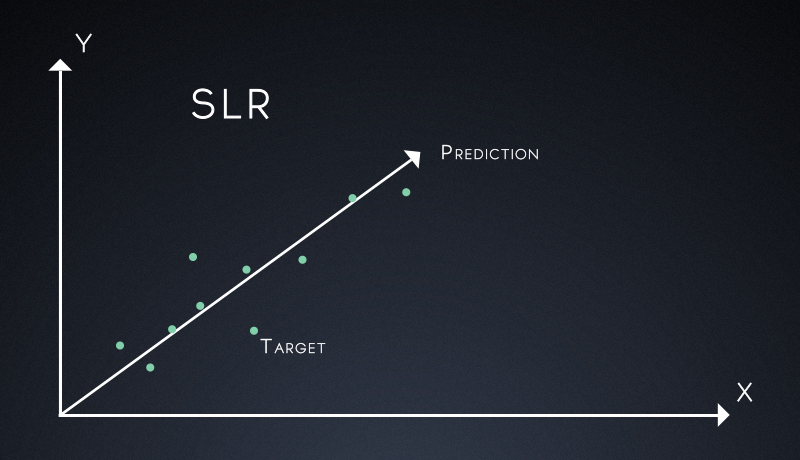 Y
SLR
Prediction
Target
X